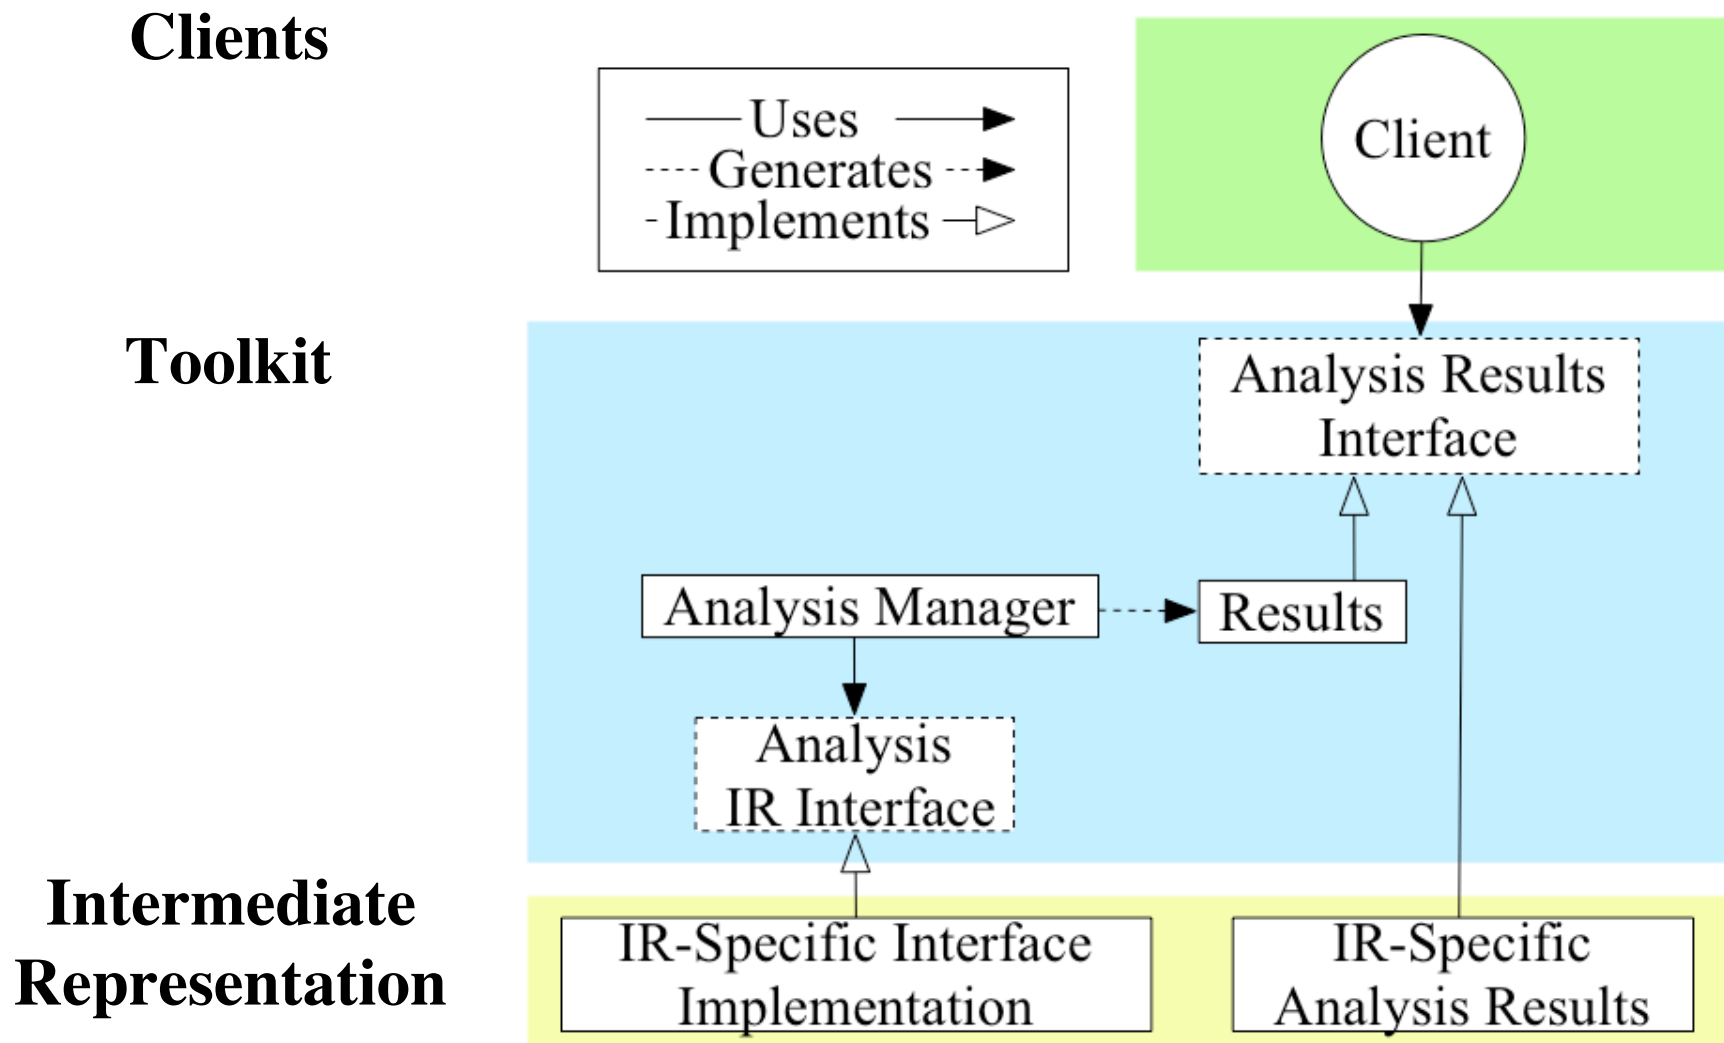 Clients
Uses
Generates
Implements
Client
Toolkit
Analysis Results
Interface
Analysis Manager
Results
Analysis
IR Interface
Intermediate
Representation
IR-Specific Interface
Implementation
IR-Specific
Analysis Results